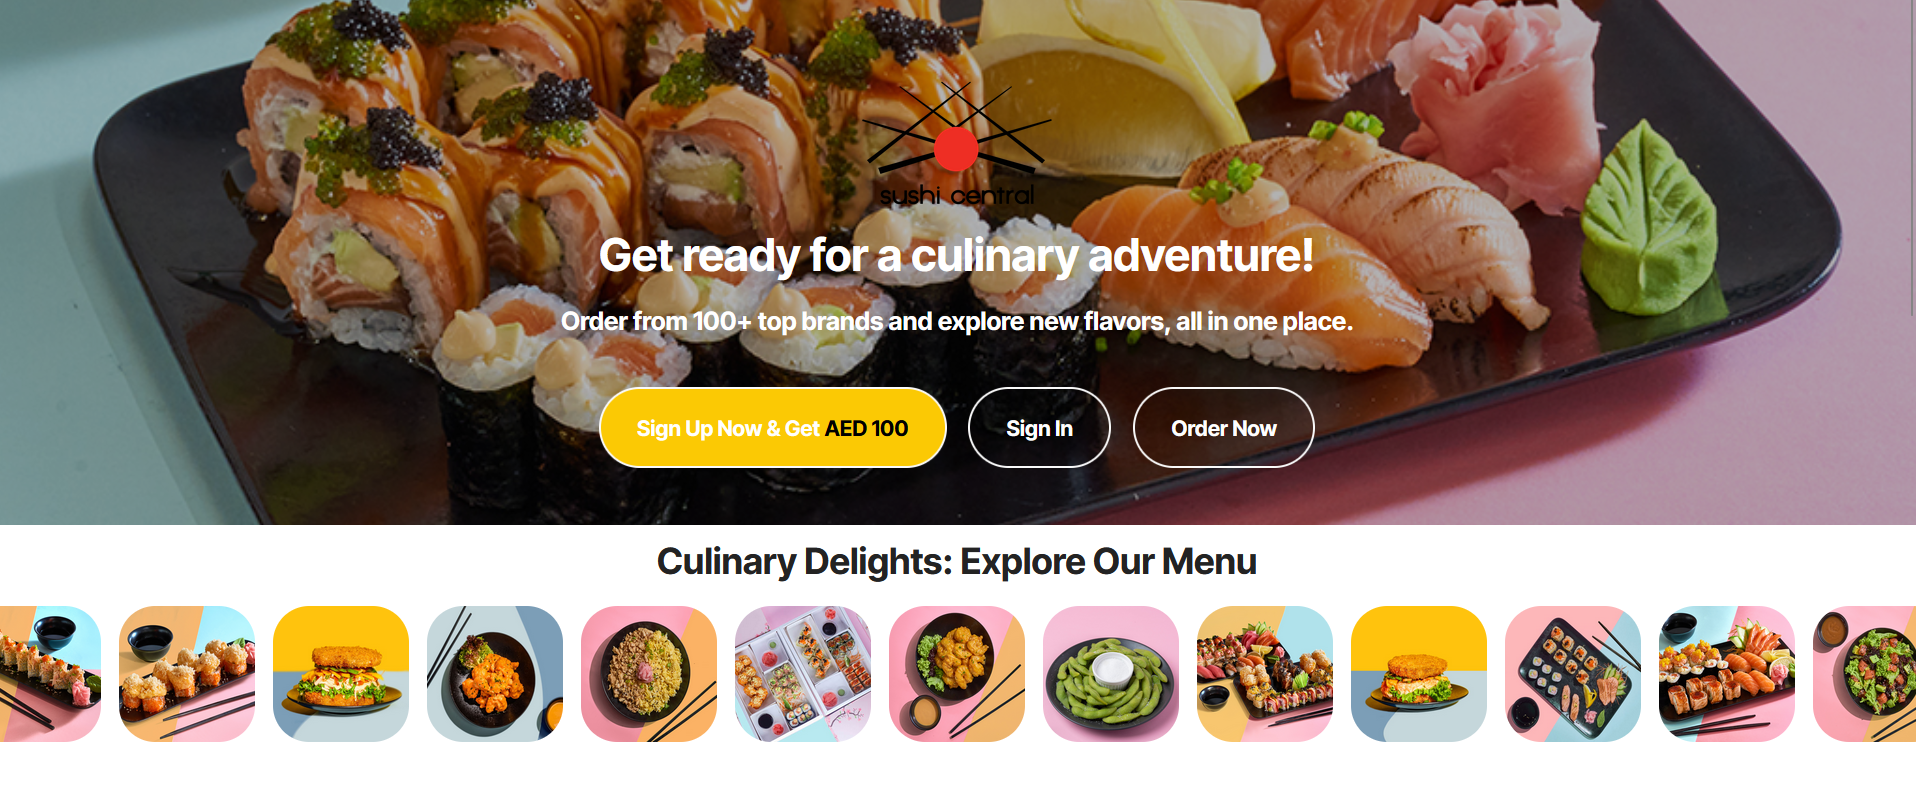 sushi central
Get ready for a culinary adventure!
Order from 100+ top brands and explore new flavors, all in one place.
Sign Up Now & Get AED 100
Sign In
Order Now
Culinary Delights: Explore Our Menu